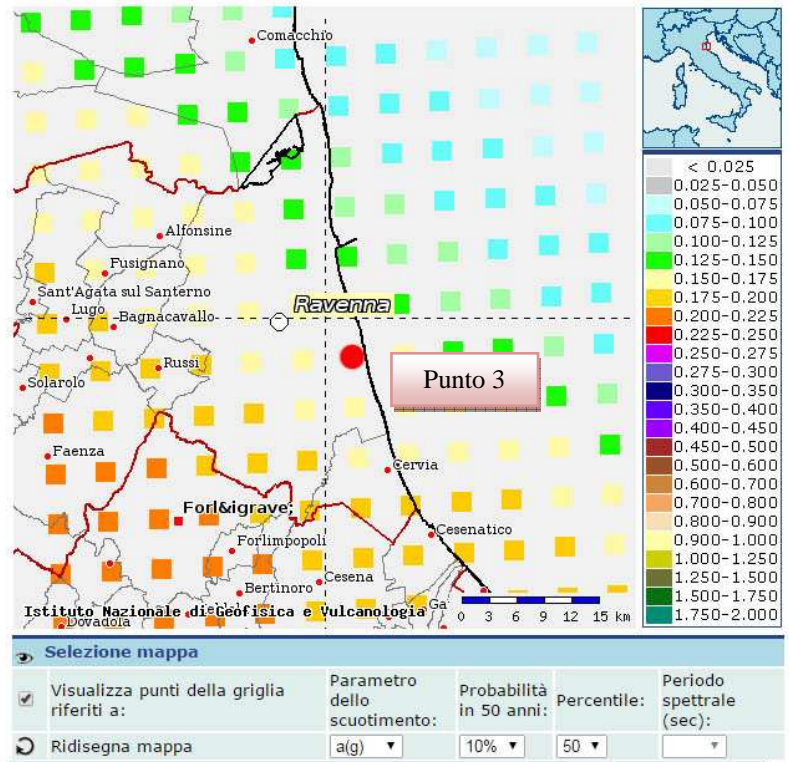 Comacchio
Alfonsine
Fusignano
Sant'Agata sul Santerno
Lugo
Bagnacavallo
Ravenna
Russi
Solarolo
Punto 3
Faenza
Cervia
Forl&igrave;
Forlimpopoli
Cesenatico
Cesena
Bertinoro
Istituto Nazionale di Geofisica e Vulcanologia
Ga
Dovadola
0 3 6 9 12 15 km
< 0.025
0.025-0.050
0.050-0.075
0.075-0.100
0.100-0.125
0.125-0.150
0.150-0.175
0.175-0.200
0.200-0.225
0.225-0.250
0.250-0.275
0.275-0.300
0.300-0.350
0.350-0.400
0.400-0.450
0.450-0.500
0.500-0.600
0.600-0.700
0.700-0.800
0.800-0.900
0.900-1.000
1.000-1.250
1.250-1.500
1.500-1.750
1.750-2.000
Selezione mappa
Visualizza punti della griglia riferiti a:
Parametro dello scuotimento:
Probabilità in 50 anni:
Percentile:
Periodo spettrale (sec):
Ridisegna mappa
a(g)
10%
50